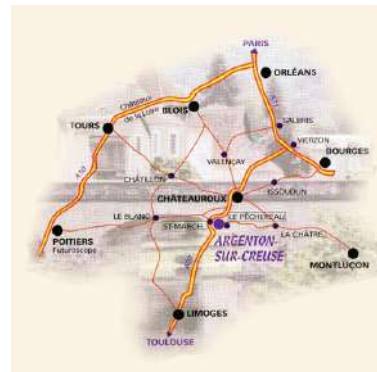 PARIS
ORLÉANS
A71
Châteaux
de la Loire
BLOIS
TOURS
SALBRIS
VIERZON
BOURGES
VALENÇAY
CHÂTILLON
A10
ISSOUDUN
CHÂTEAUROUX
LE BLANC
ST-MARCEL
LE PÊCHEREAU
POITIERS
Futuroscope
ARGENTON-
SUR-CREUSE
LA CHÂTRE
MONTLUÇON
A20
LIMOGES
TOULOUSE